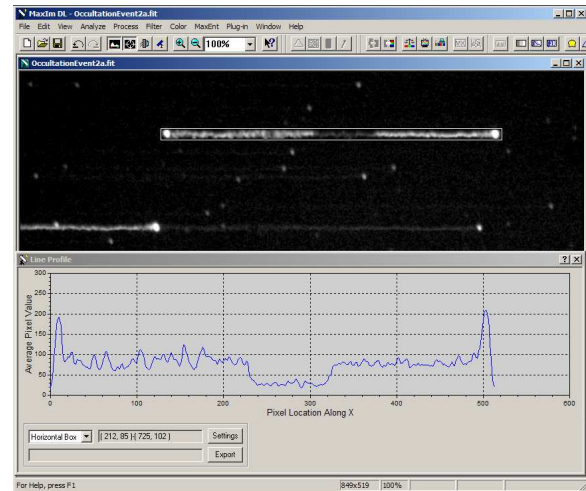 MaxIm DL - OccultationEvent2a.fit
File Edit View Analyze Process Filter Color MaxEnt Plug-in Window Help
100%
OccultationEvent2a.fit
Line Profile
300
250
200
150
100
50
0
Average Pixel Value
0 100 200 300 400 500 600
Pixel Location Along X
Horizontal Box ( 212, 85 )-( 725, 102 ) Settings
Export
For Help, press F1 849x519 100%